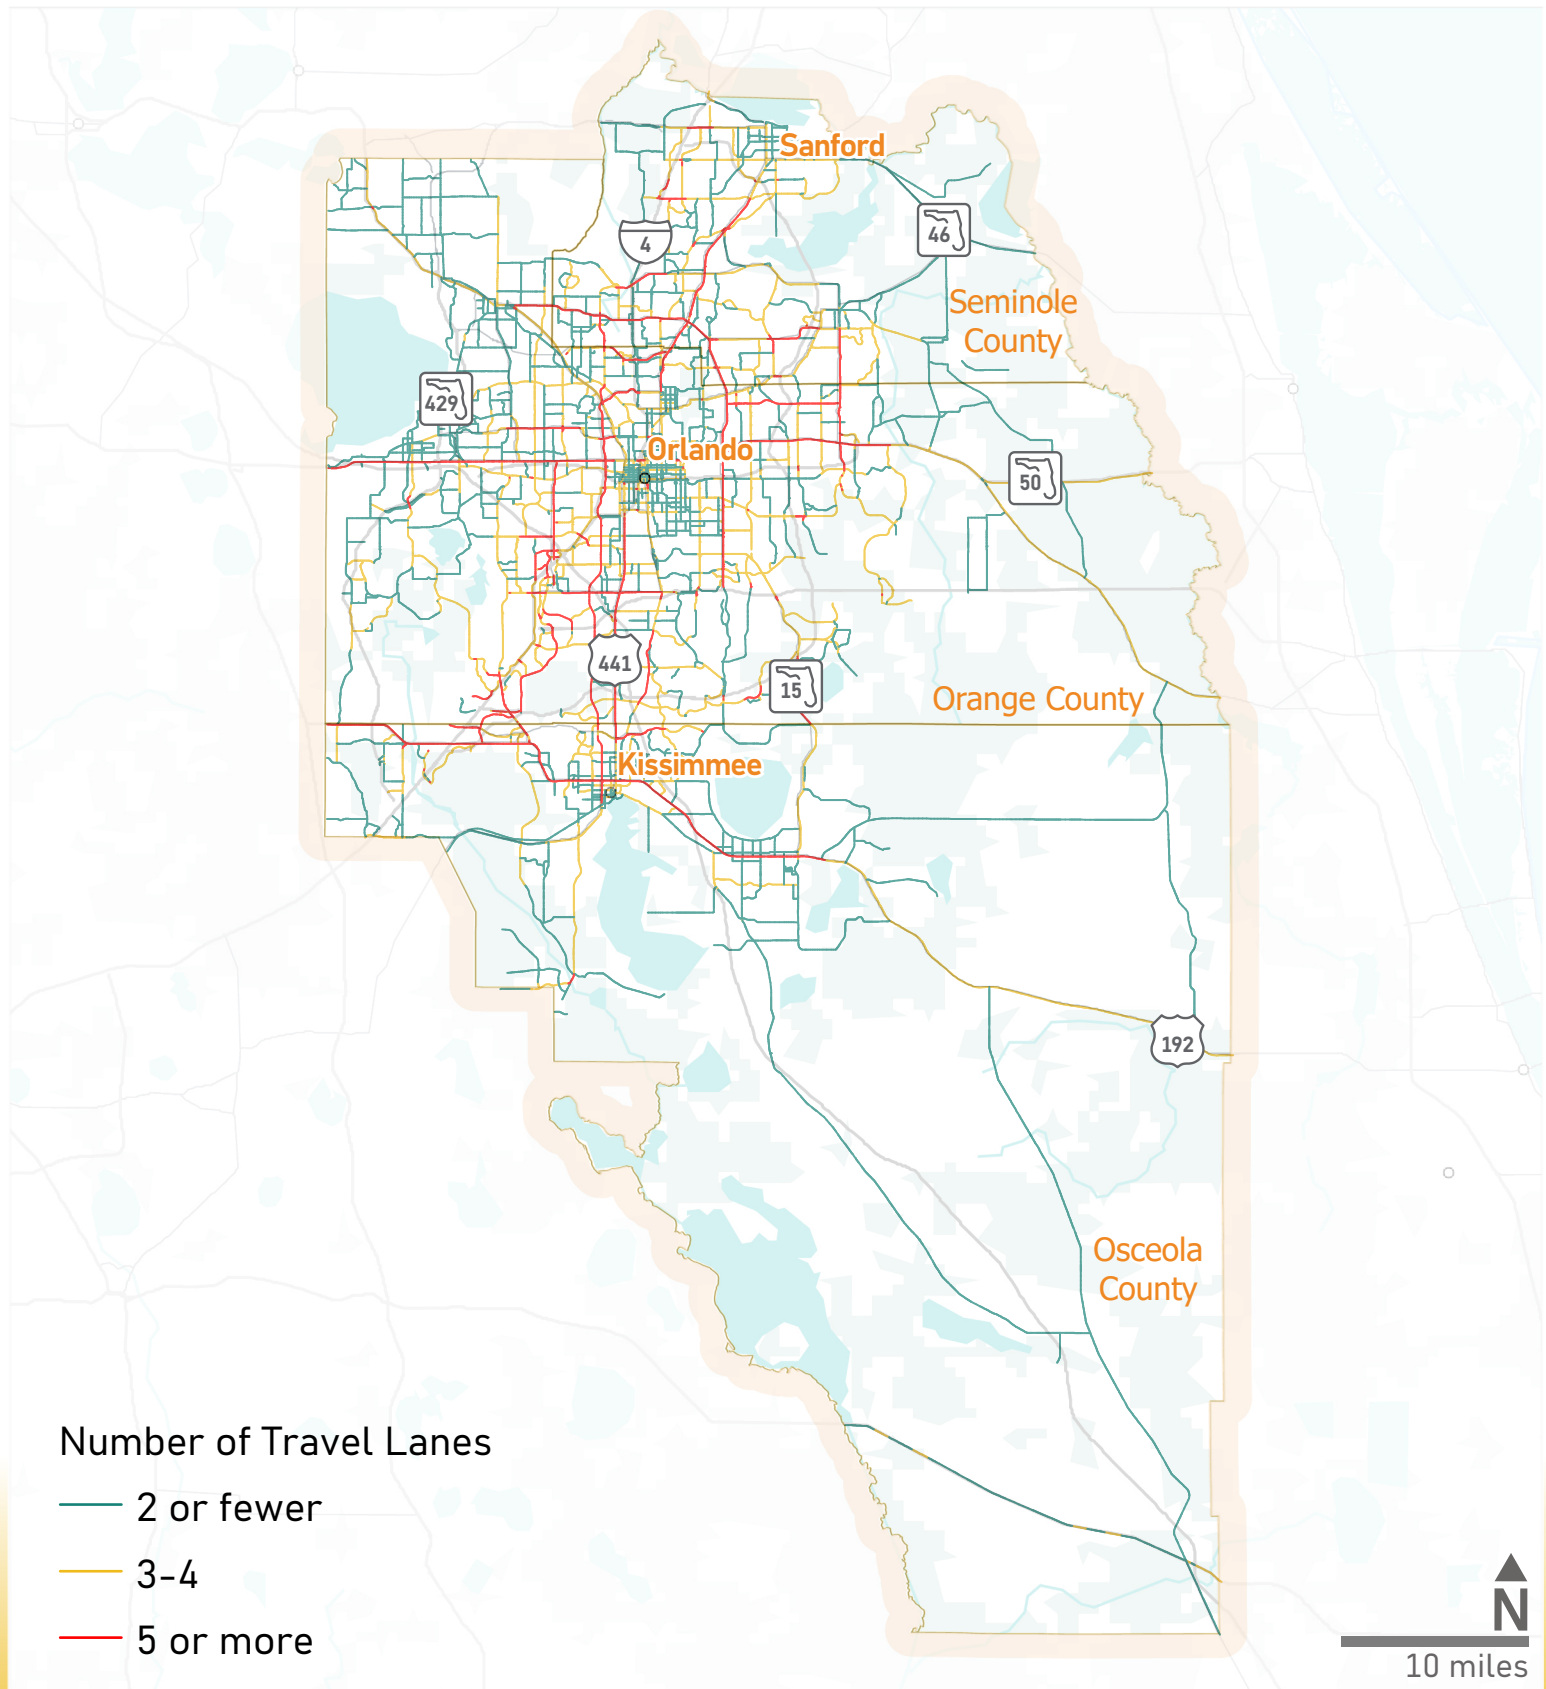 Sanford
46
4
Seminole
County
429
Orlando
50
441
15
Orange County
Kissimmee
192
Osceola
County
Number of Travel Lanes
2 or fewer
3-4
5 or more
N
10 miles